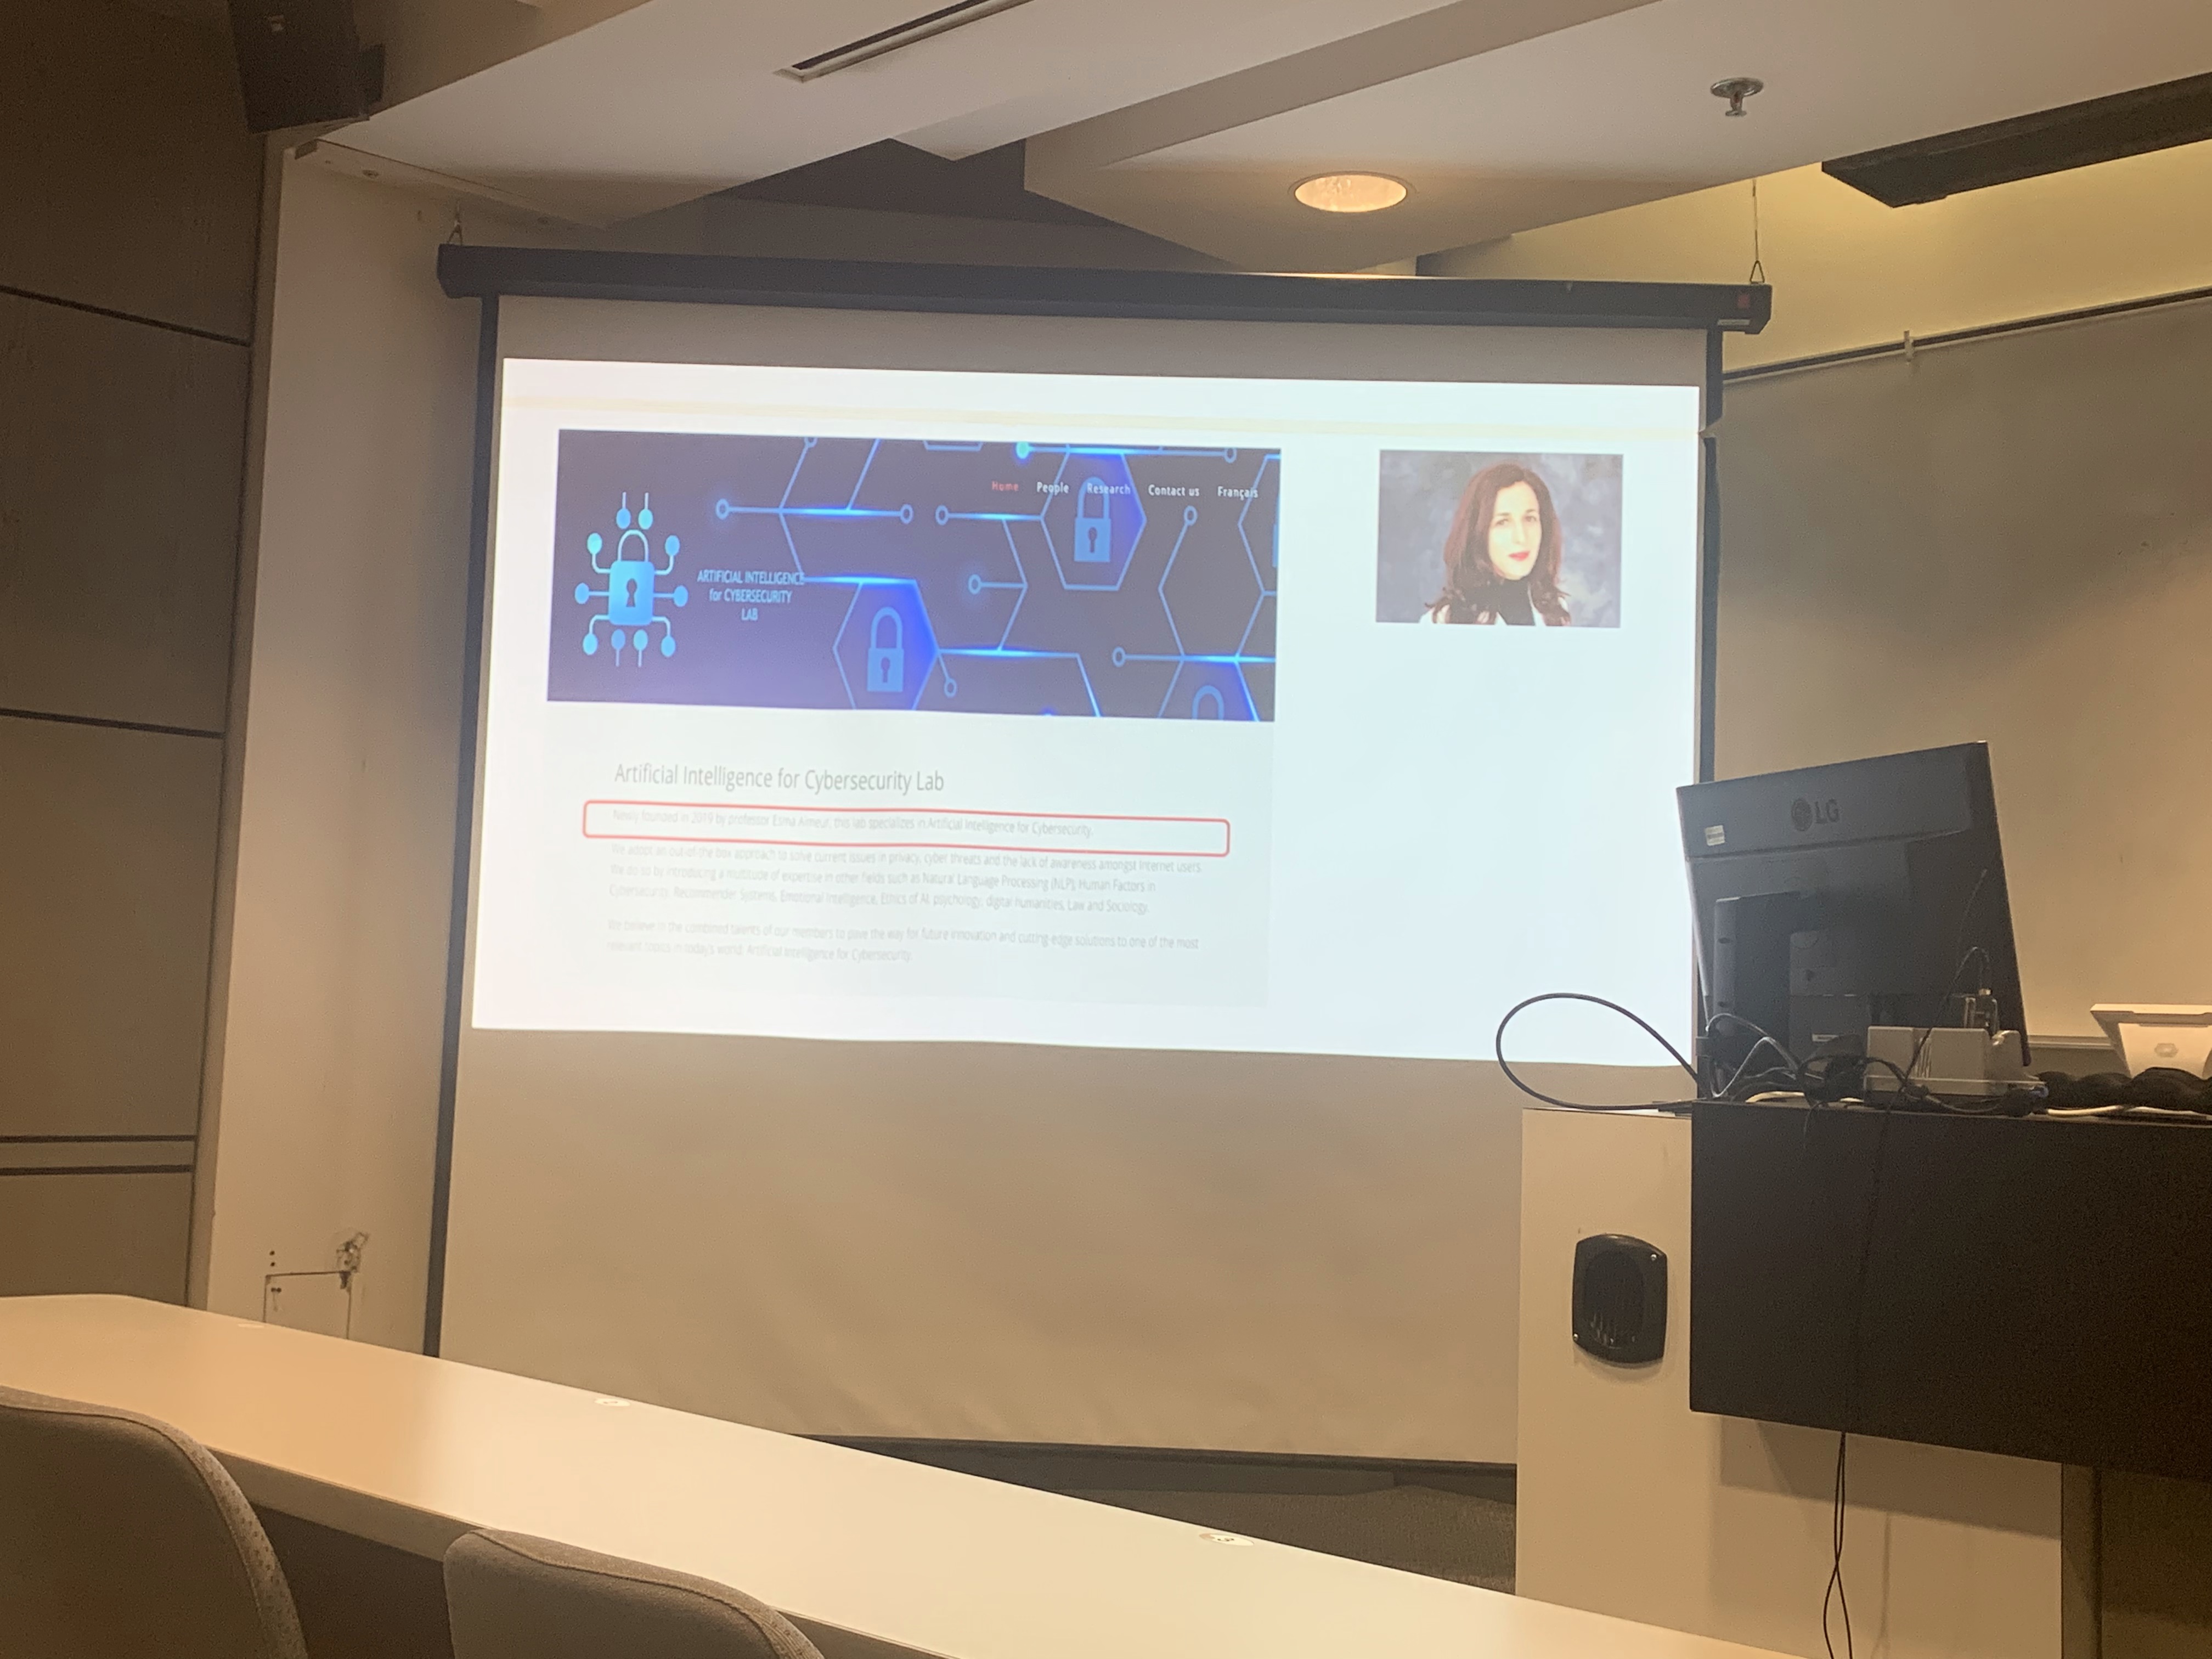 Home People Research Contact us Français
ARTIFICIAL INTELLIGENCE
for CYBERSECURITY
LAB
Artificial Intelligence for Cybersecurity Lab
Newly founded in 2019 by professor Esma Aïmeur, this lab specializes in Artificial Intelligence for Cybersecurity.
We adopt an out-of-the box approach to solve current issues in privacy, cyber threats and the lack of awareness amongst Internet users.
We do so by introducing a multitude of expertise in other fields such as Natural Language Processing (NLP), Human Factors in
Cybersecurity, Recommender Systems, Emotional Intelligence, Ethics of AI, psychology, digital humanities, Law and Sociology.
We believe in the combined talents of our members to pave the way for future innovation and cutting-edge solutions to one of the most
relevant topics in today's world: Artificial Intelligence for Cybersecurity.
LG